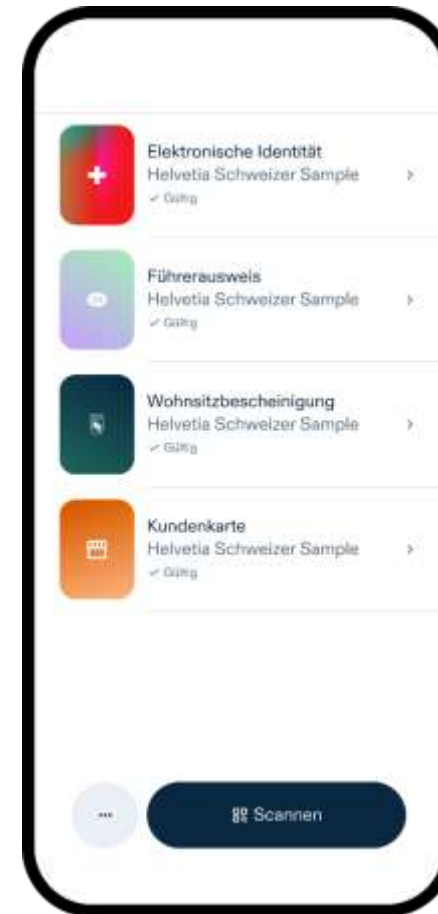 Elektronische Identität
Helvetia Schweizer Sample
✓ Gültig
Führerausweis
Helvetia Schweizer Sample
✓ Gültig
Wohnsitzbescheinigung
Helvetia Schweizer Sample
✓ Gültig
Kundenkarte
Helvetia Schweizer Sample
✓ Gültig
... Scannen